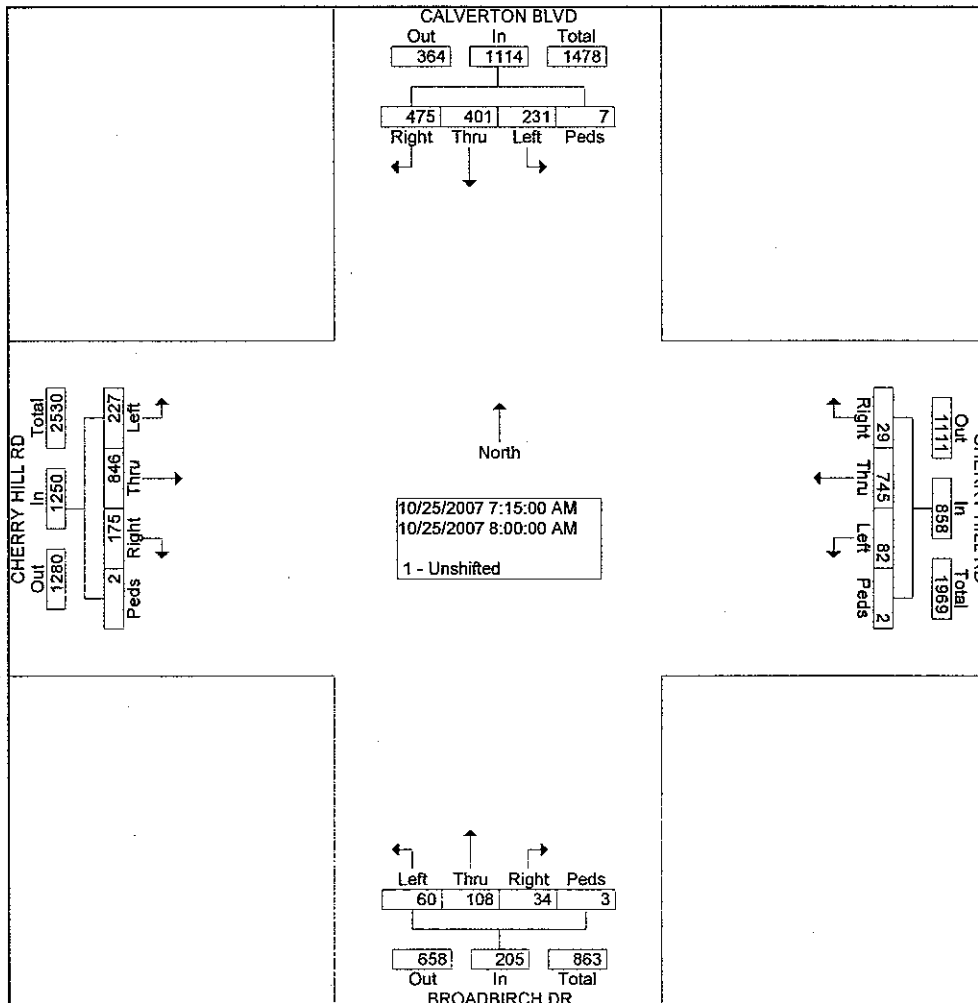 CALVERTON BLVD
Out In Total
364 1114 1478
475 401 231 7
Right Thru Left Peds
CHERRY HILL RD
Total In Out
2530 1250 1280
227 846 175 2
Left Thru Right Peds
North
10/25/2007 7:15:00 AM
10/25/2007 8:00:00 AM
1 - Unshifted
Right Thru Left Peds
29 745 82 2
Out In Total
1111 858 1969
CHERRY HILL RD
Left Thru Right Peds
60 108 34 3
658 205 863
Out In Total
BROADBIRCH DR